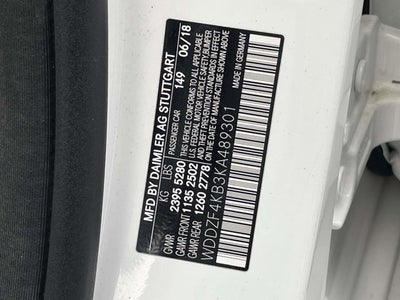 MFD BY DAIMLER AG STUTTGART
PASSENGER CAR 149 06/18
KG LBS
GAWR 2395 5280
GAWR FRONT 1135 2502
GAWR REAR 1260 2778
THIS VEHICLE CONFORMS TO ALL APPLICABLE
U.S. FEDERAL MOTOR VEHICLE SAFETY, BUMPER
AND THEFT PREVENTION STANDARDS IN EFFECT
ON THE DATE OF MANUFACTURE SHOWN ABOVE
WDDZF4KB3KA489301
MADE IN GERMANY